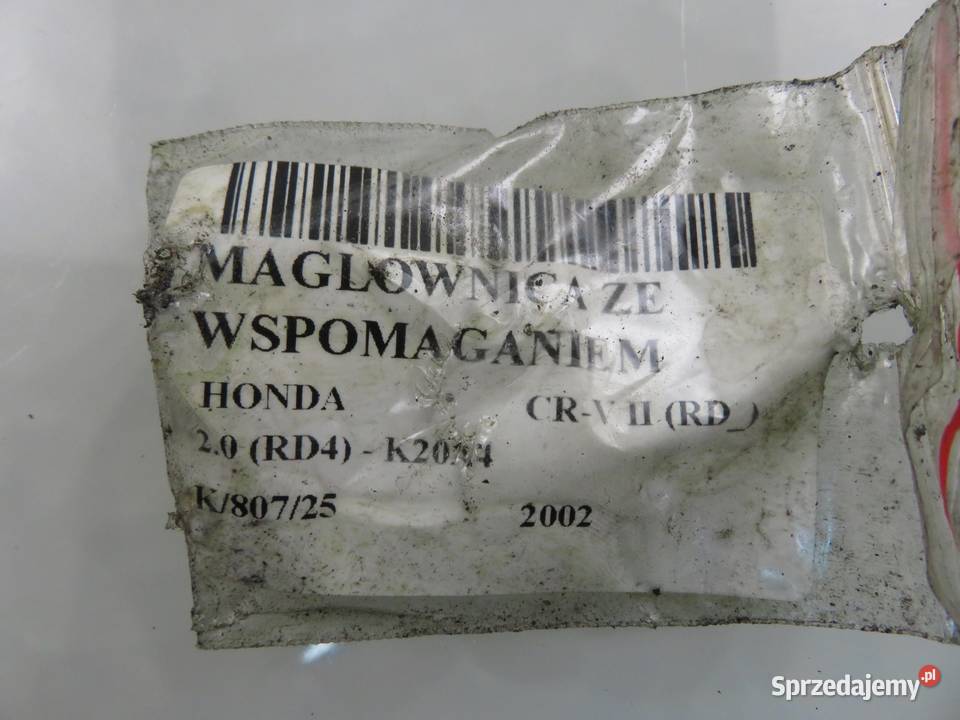 MAGLOWNICA ZE
WSPOMAGANIEM
HONDA CR-V II (RD_)
2.0 (RD4) - K20A4
K/807/25 2002
Sprzedajemy.pl